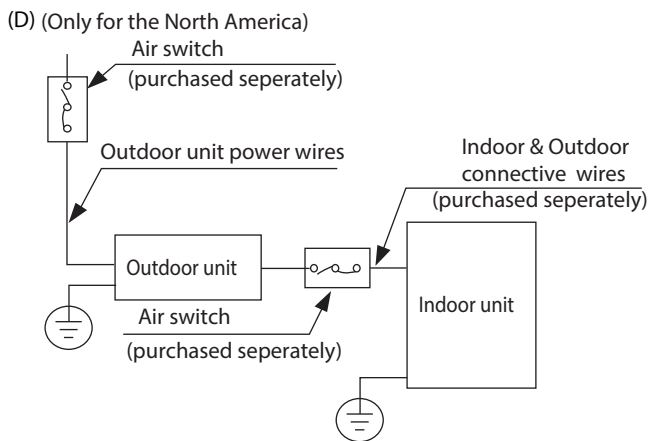 (D) (Only for the North America)
Air switch
(purchased seperately)
Outdoor unit power wires
Indoor & Outdoor
connective wires
(purchased seperately)
Outdoor unit
Indoor unit
Air switch
(purchased seperately)